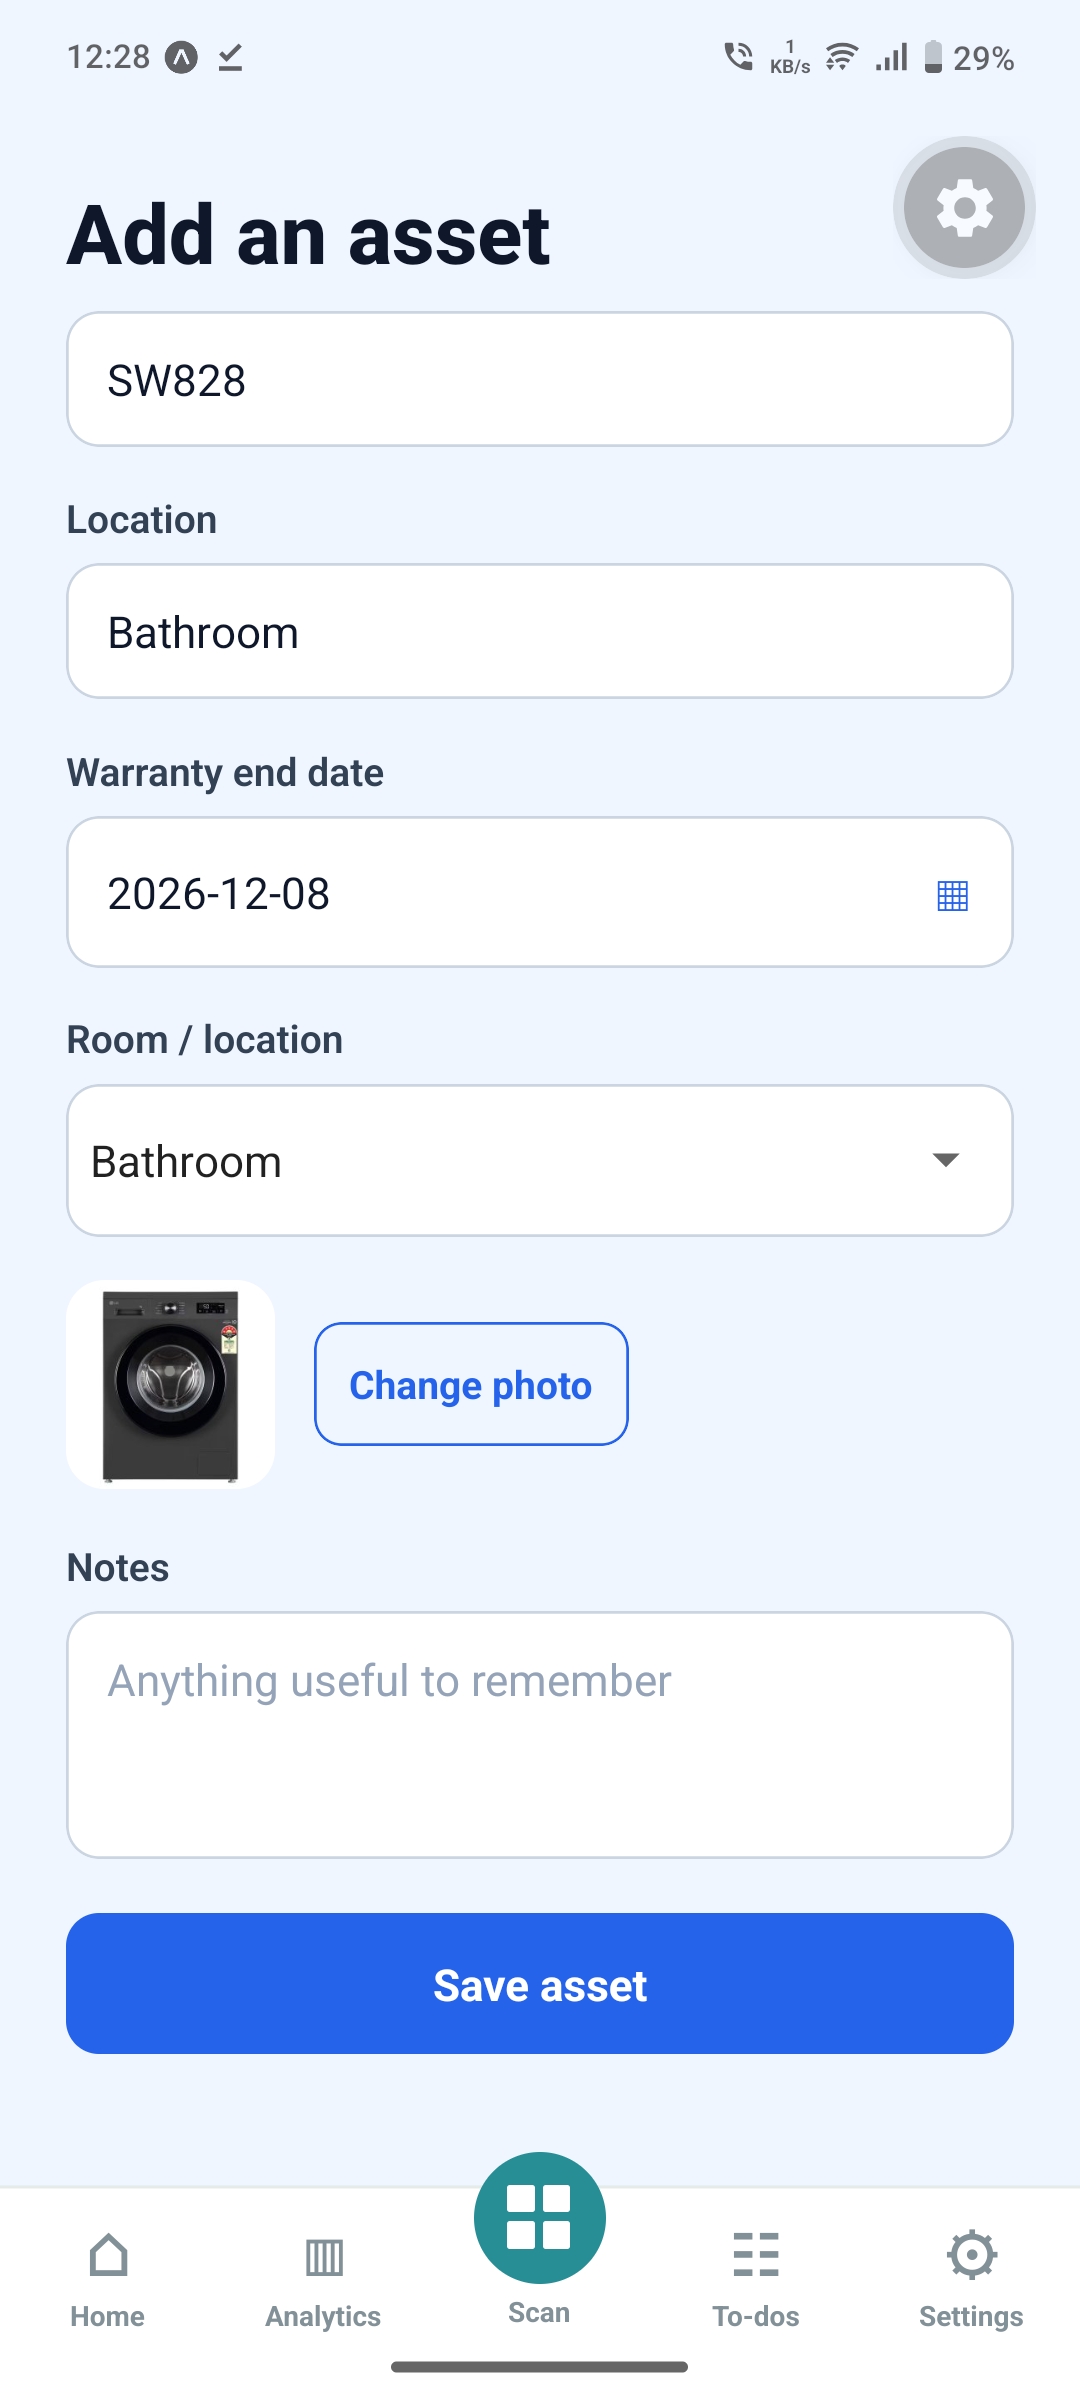 12:28
1
KB/s
29%
Add an asset
SW828
Location
Bathroom
Warranty end date
2026-12-08
Room / location
Bathroom
Change photo
Notes
Anything useful to remember
Save asset
Home
Analytics
Scan
To-dos
Settings